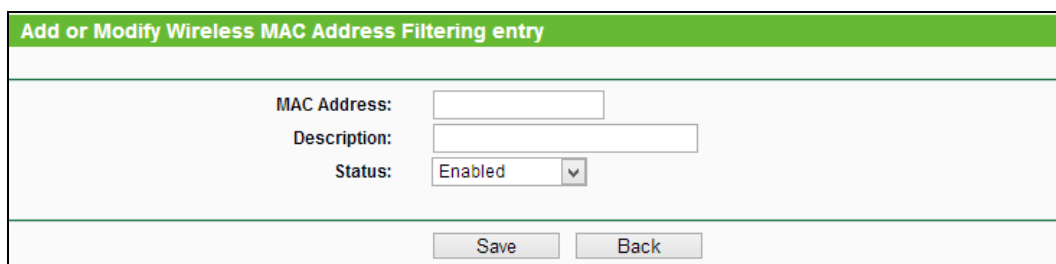 Add or Modify Wireless MAC Address Filtering entry
MAC Address:
Description:
Status: Enabled
Save Back